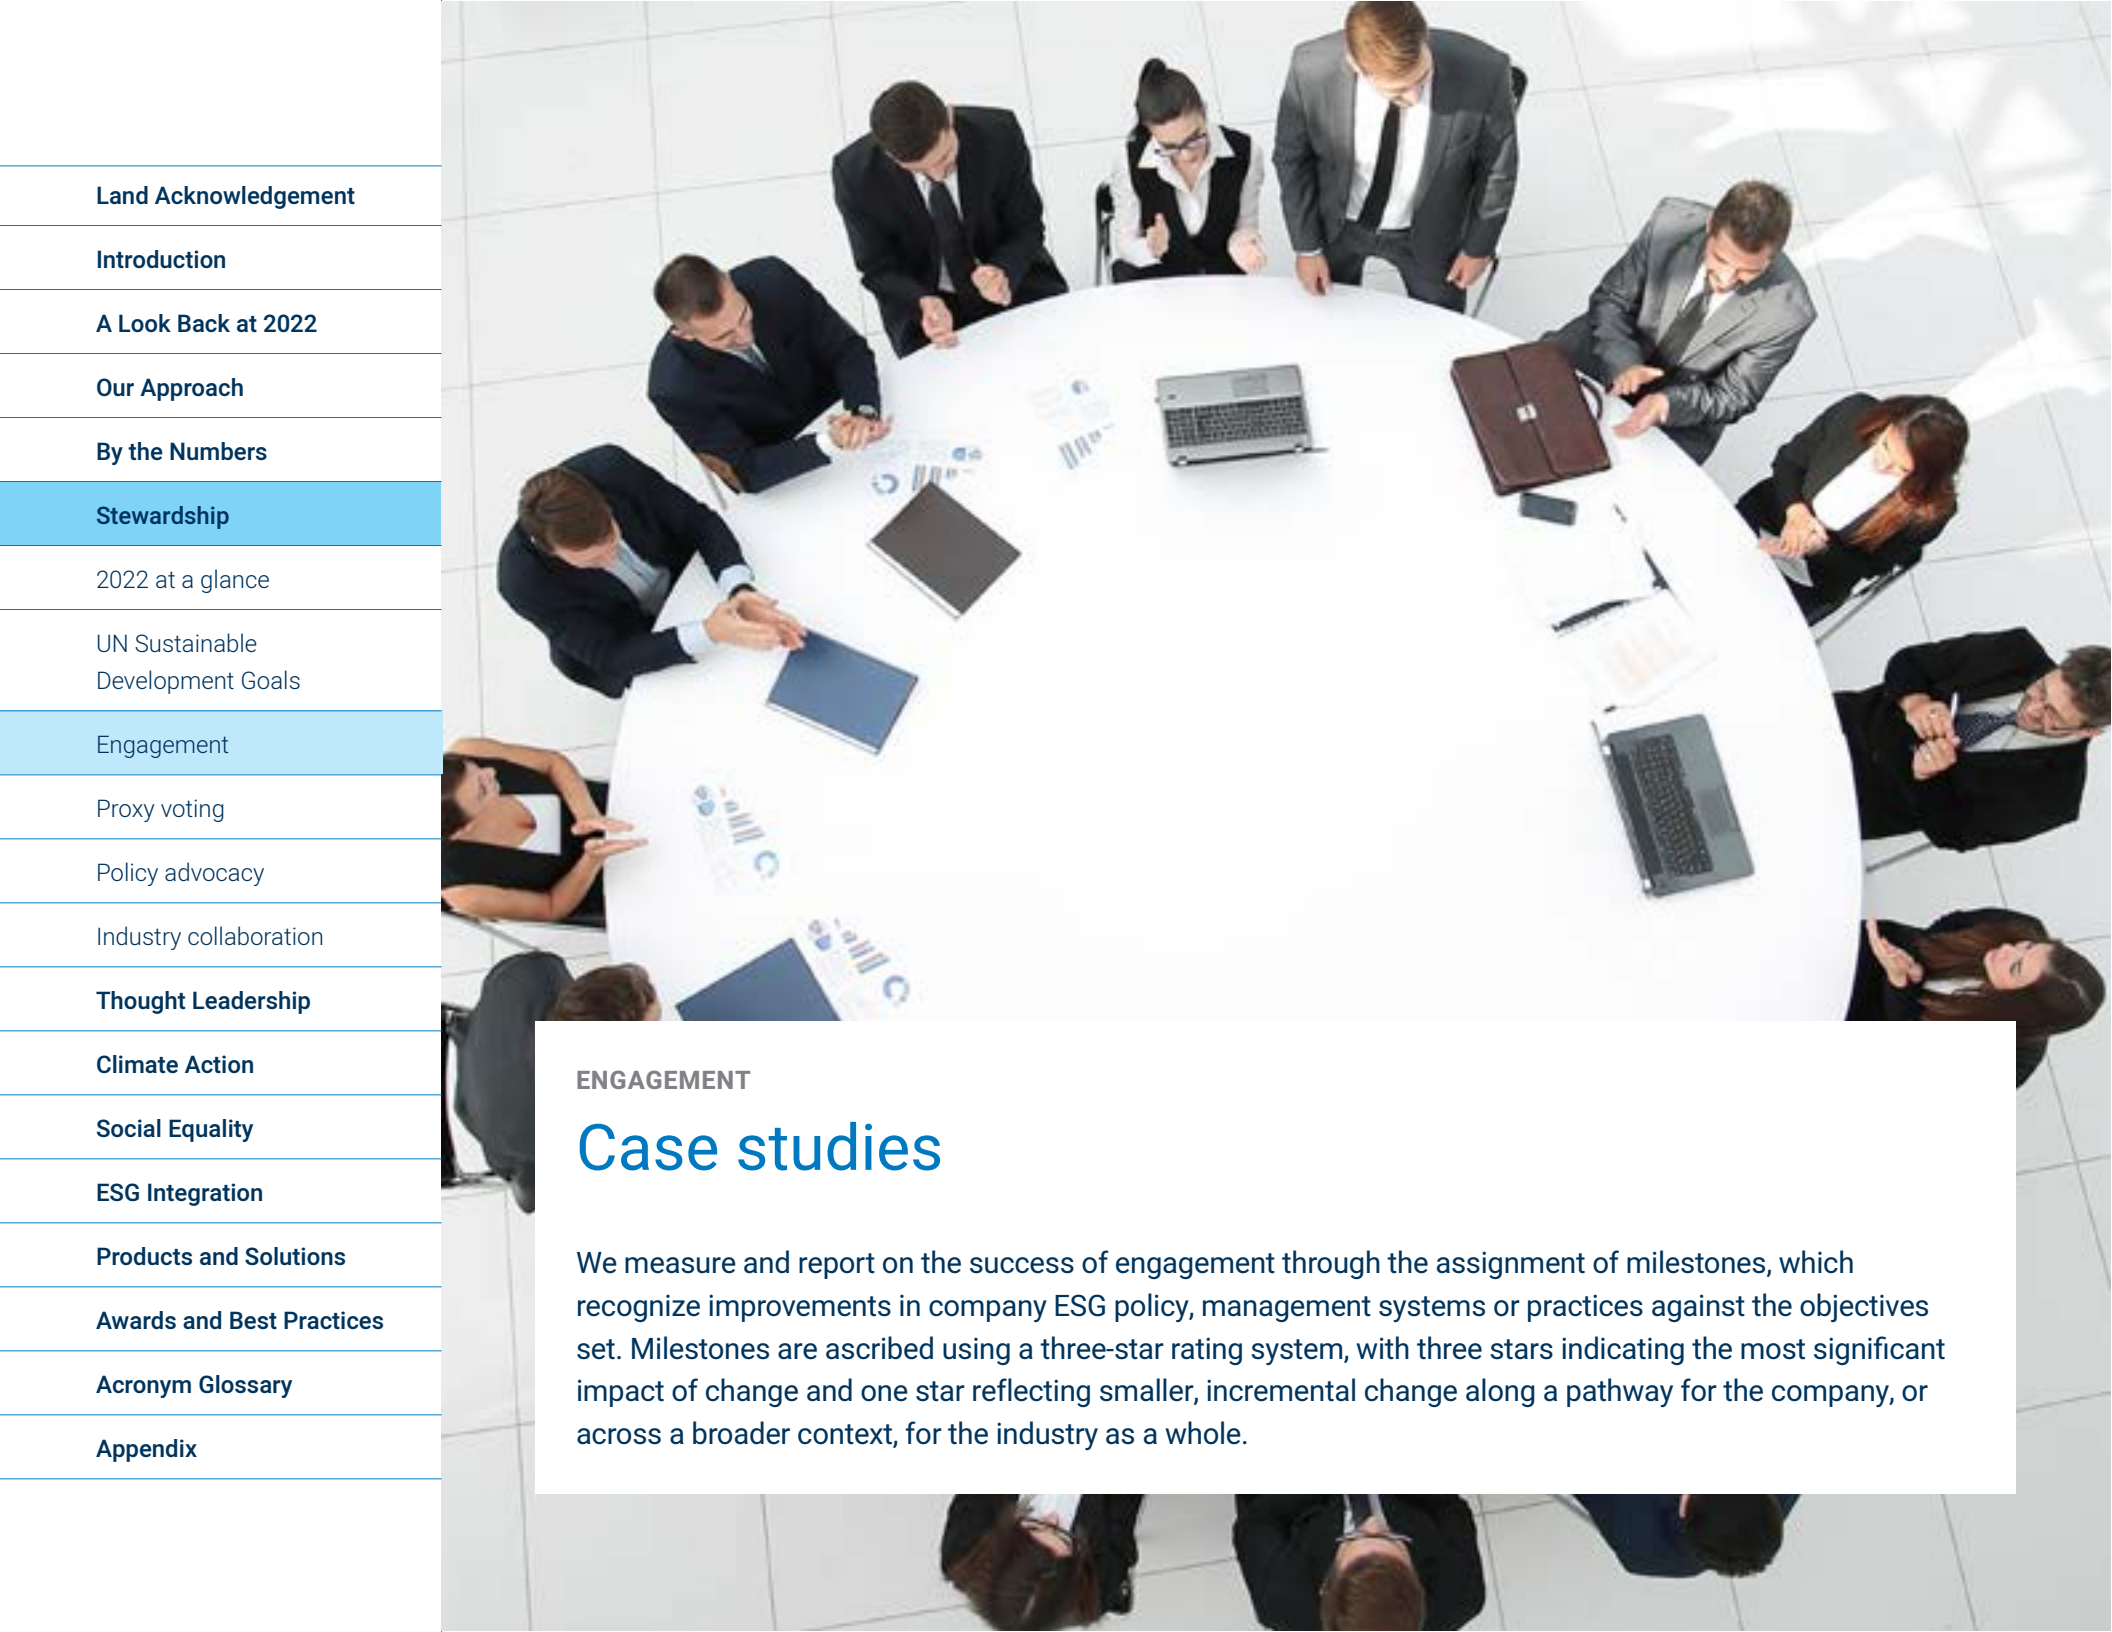 Land Acknowledgement
Introduction
A Look Back at 2022
Our Approach
By the Numbers
Stewardship
2022 at a glance
UN Sustainable
Development Goals
Engagement
Proxy voting
Policy advocacy
Industry collaboration
Thought Leadership
Climate Action
Social Equality
ESG Integration
Products and Solutions
Awards and Best Practices
Acronym Glossary
Appendix
ENGAGEMENT
Case studies
We measure and report on the success of engagement through the assignment of milestones, which
recognize improvements in company ESG policy, management systems or practices against the objectives
set. Milestones are ascribed using a three-star rating system, with three stars indicating the most significant
impact of change and one star reflecting smaller, incremental change along a pathway for the company, or
across a broader context, for the industry as a whole.